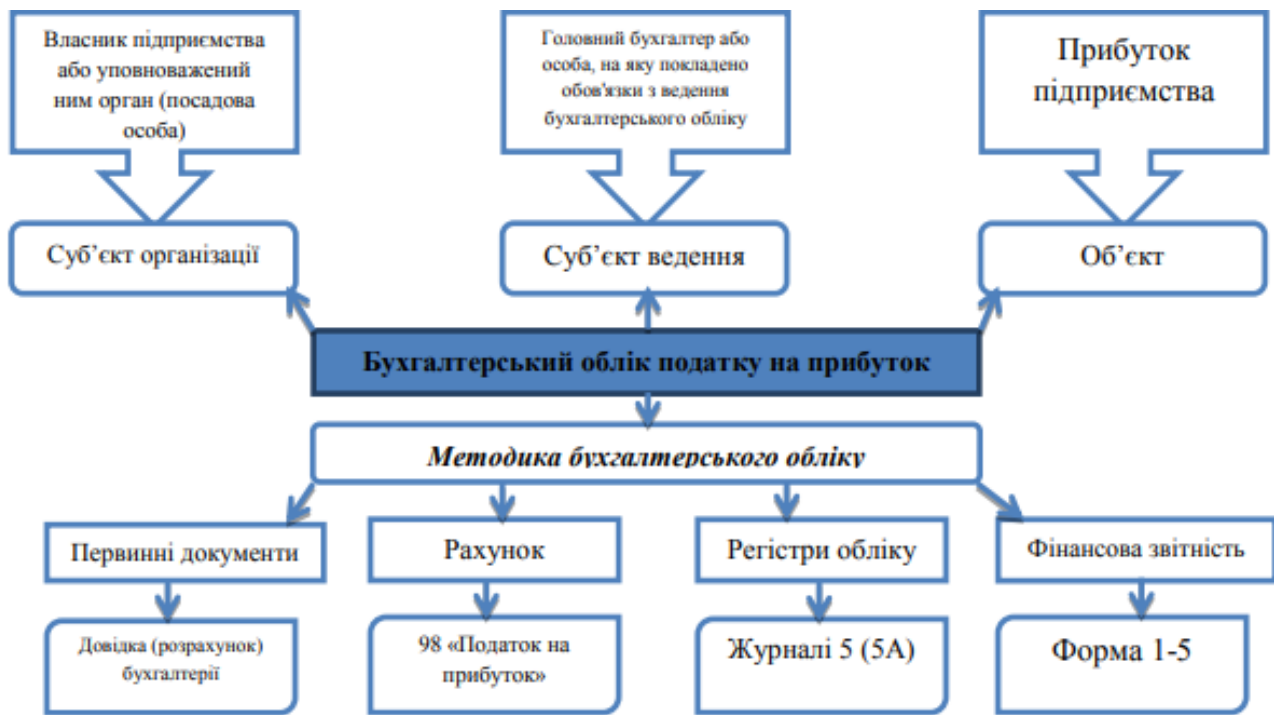 Власник підприємства
або уповноважений
ним орган (посадова
особа)
Головний бухгалтер або
особа, на яку покладено
обов'язки з ведення
бухгалтерського обліку
Прибуток
підприємства
Суб’єкт організації
Суб’єкт ведення
Об’єкт
Бухгалтерський облік податку на прибуток
Методика бухгалтерського обліку
Первинні документи
Рахунок
Регістри обліку
Фінансова звітність
Довідка (розрахунок)
бухгалтерії
98 «Податок на
прибуток»
Журналі 5 (5А)
Форма 1-5